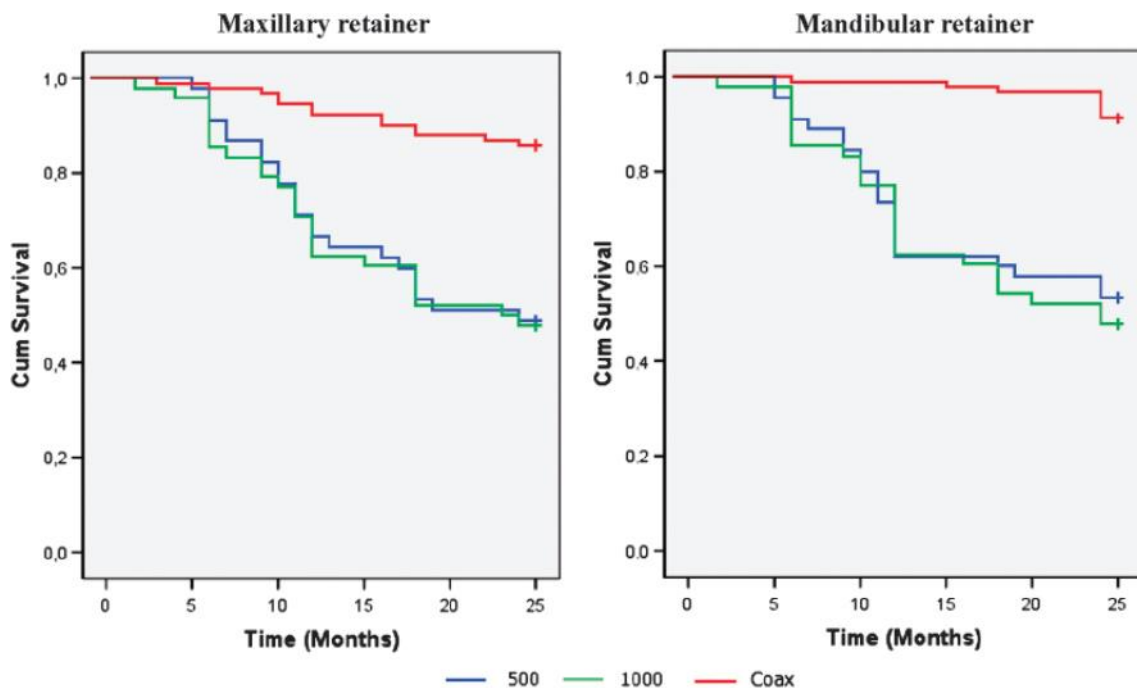 Maxillary retainer
Mandibular retainer
Cum Survival
1,0
0,8
0,6
0,4
0,2
0,0
0 5 10 15 20 25
Time (Months)
Cum Survival
1,0
0,8
0,6
0,4
0,2
0,0
0 5 10 15 20 25
Time (Months)
500 1000 Coax